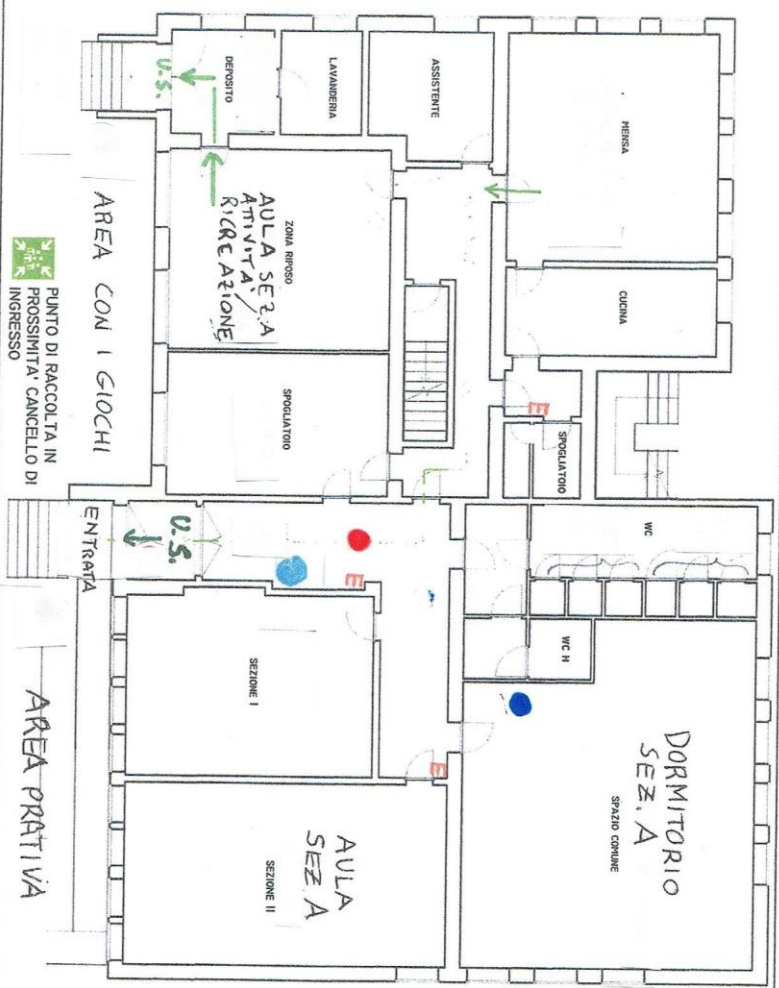 MENSA
CUCINA
ASSISTENTE
LAVANDERIA
DEPOSITO
U.S.
ZONA RIPOSO
AULA SEZ. A
ATTIVITA'/
RICREAZIONE
SPOGLIATOIO
E
SPOGLIATOIO
AREA CON I GIOCHI
PUNTO DI RACCOLTA IN
PROSSIMITA' CANCELLO DI
INGRESSO
ENTRATA
U.S.
E
WC
WC H
DORMITORIO
SEZ. A
SPAZIO COMUNE
SEZIONE I
E
AULA
SEZ. A
SEZIONE II
AREA PRATIVA